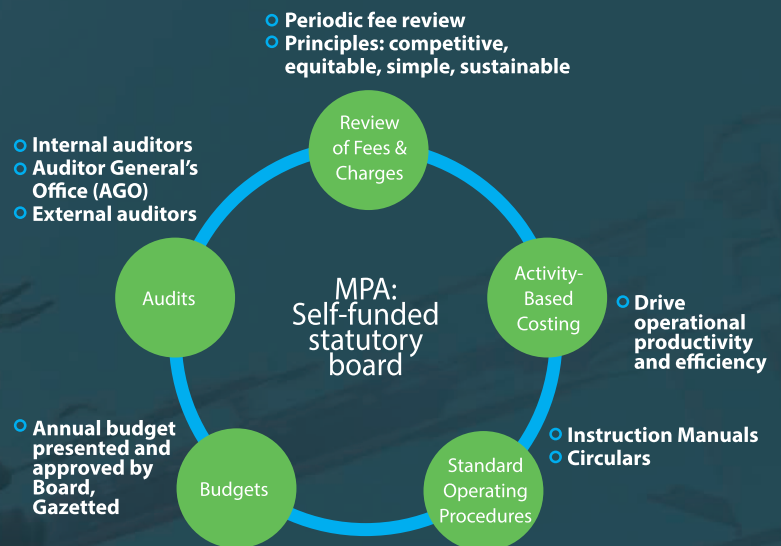 Periodic fee review
Principles: competitive,
equitable, simple, sustainable
Review
of Fees &
Charges
Internal auditors
Auditor General’s
Office (AGO)
External auditors
Audits
MPA:
Self-funded
statutory
board
Activity-
Based
Costing
Drive
operational
productivity
and efficiency
Annual budget
presented and
approved by
Board,
Gazetted
Budgets
Standard
Operating
Procedures
Instruction Manuals
Circulars